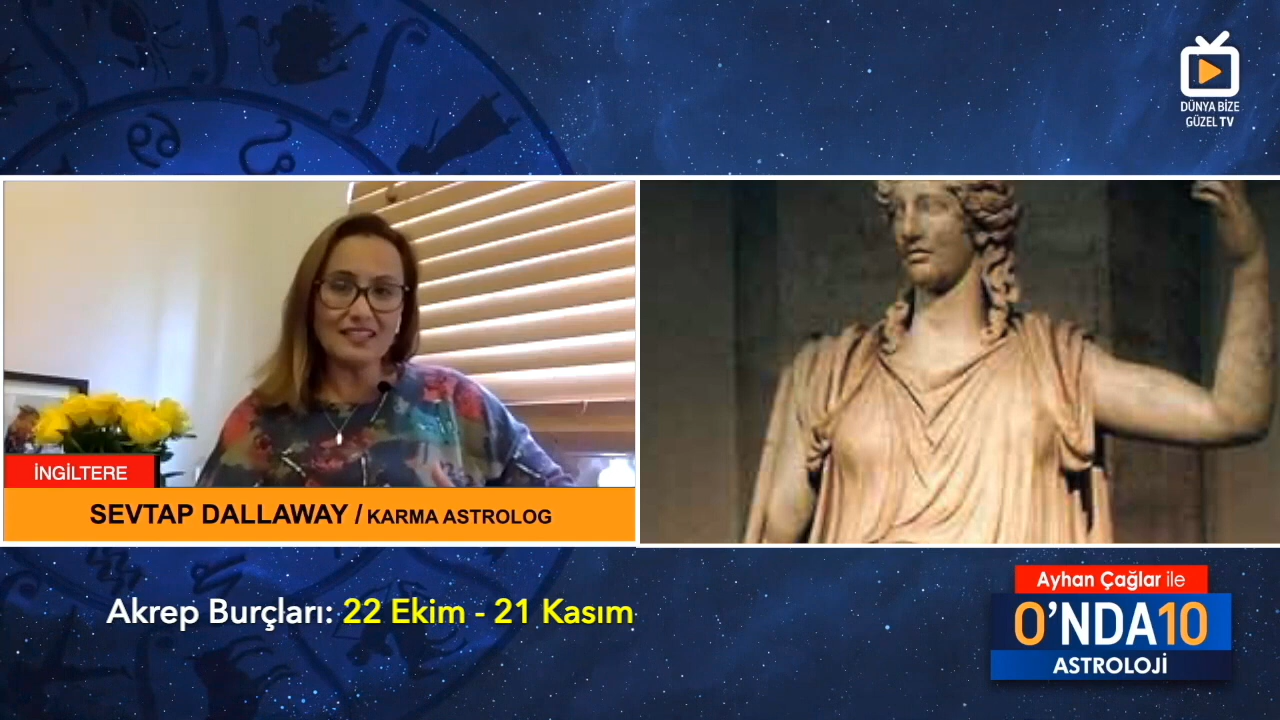 DÜNYA BİZE
GÜZEL TV
İNGİLTERE
SEVTAP DALLAWAY / KARMA ASTROLOG
Akrep Burçları: 22 Ekim - 21 Kasım
Ayhan Çağlar ile
O'NDA10
ASTROLOJİ